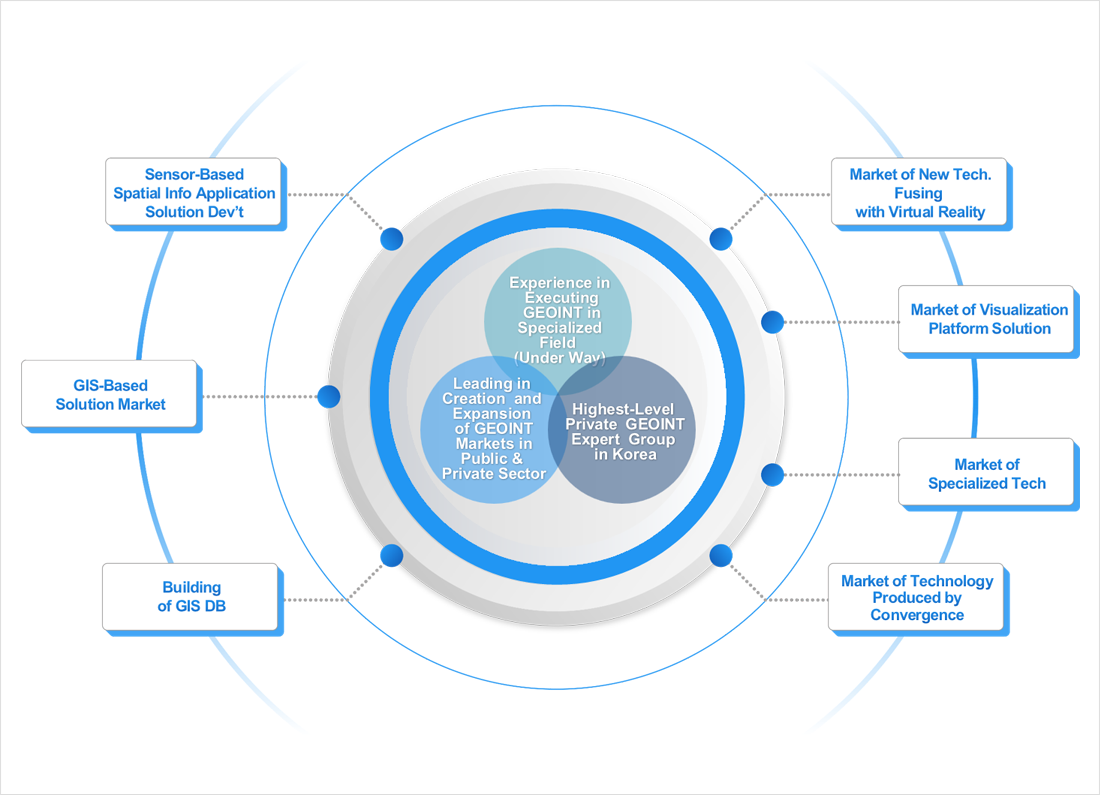 Sensor-Based
Spatial Info Application
Solution Dev't
GIS-Based
Solution Market
Building
of GIS DB
Experience in
Executing
GEOINT in
Specialized
Field
(Under Way)
Leading in
Creation and
Expansion
of GEOINT
Markets in
Public &
Private Sector
Highest-Level
Private GEOINT
Expert Group
in Korea
Market of New Tech.
Fusing
with Virtual Reality
Market of Visualization
Platform Solution
Market of
Specialized Tech
Market of Technology
Produced by
Convergence